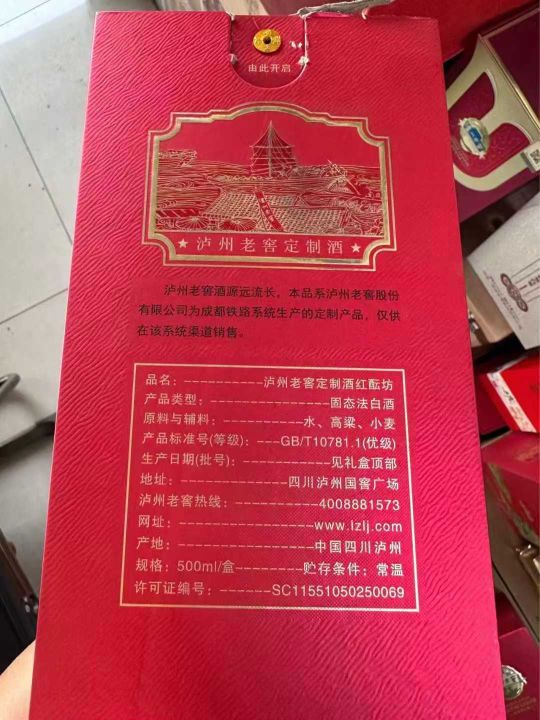 由此开启
★ 泸州老窖定制酒 ★
泸州老窖酒源远流长，本品系泸州老窖股份
有限公司为成都铁路系统生产的定制产品，仅供
在该系统渠道销售。
品名：----------泸州老窖定制酒红酝坊
产品类型：----------------固态法白酒
原料与辅料：------------水、高粱、小麦
产品标准号(等级)：---GB/T10781.1(优级)
生产日期(批号)：----------见礼盒顶部
地址：------------四川泸州国窖广场
泸州老窖热线：----------4008881573
网址：---------------www.lzlj.com
产地：--------------中国四川泸州
规格：500ml/盒--------贮存条件：常温
许可证编号：-------SC11551050250069